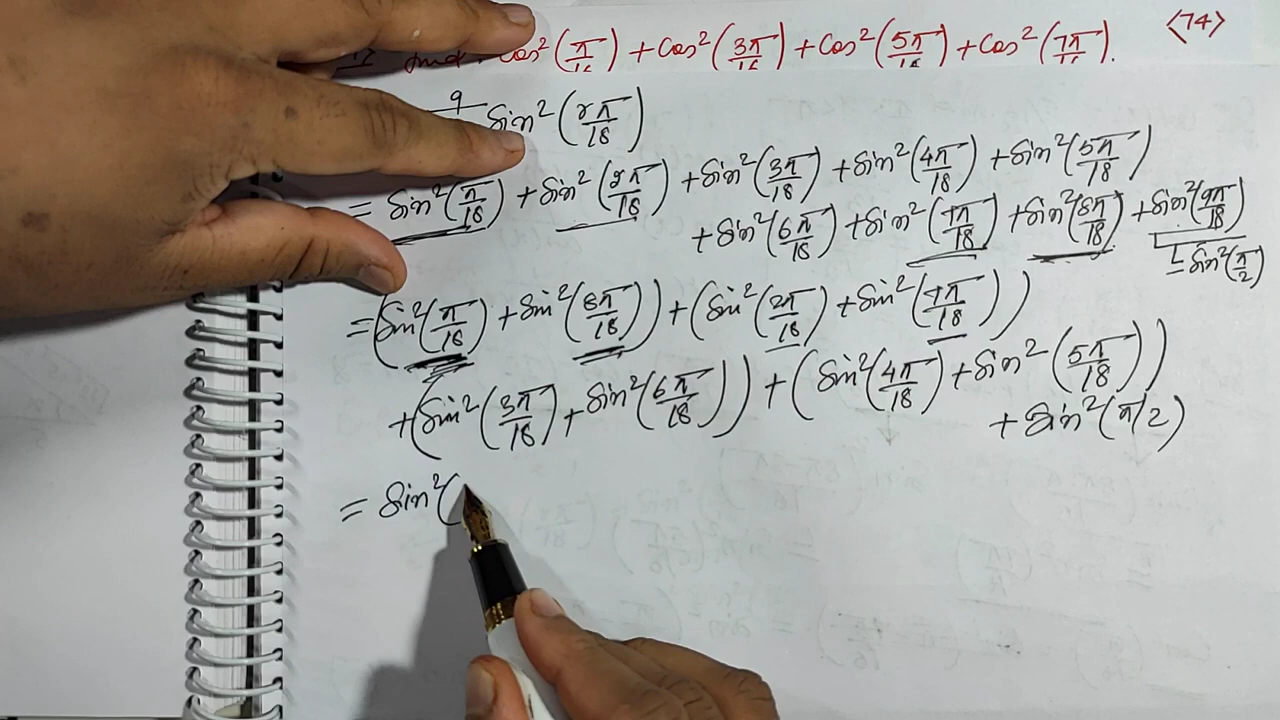 cos²(π/16) + cos²(3π/16) + cos²(5π/16) + cos²(7π/16). <74>
9 sin²(rπ/18)
= sin²(π/18) + sin²(2π/18) + sin²(3π/18) + sin²(4π/18) + sin²(5π/18)
+ sin²(6π/18) + sin²(7π/18) + sin²(8π/18) + sin²(9π/18)
= sin²(π/2)
= (sin²(π/18) + sin²(8π/18)) + (sin²(2π/18) + sin²(7π/18))
+ (sin²(3π/18) + sin²(6π/18)) + (sin²(4π/18) + sin²(5π/18))
+ sin²(π/2)
= sin²(